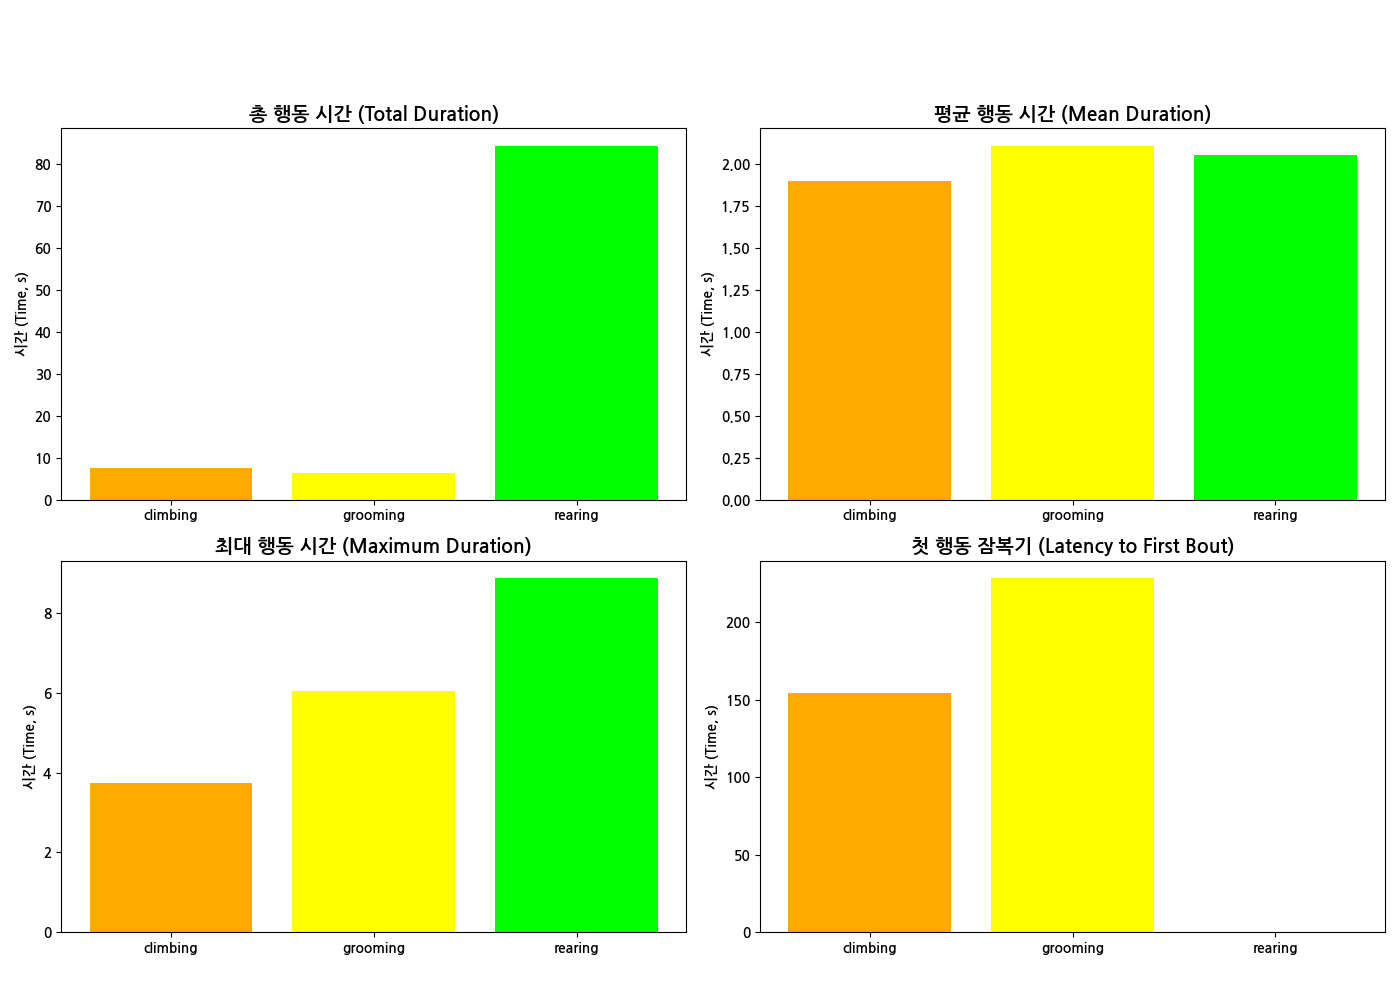 총 행동 시간 (Total Duration)
시간 (Time, s)
80
70
60
50
40
30
20
10
0
climbing
grooming
rearing
평균 행동 시간 (Mean Duration)
시간 (Time, s)
2.00
1.75
1.50
1.25
1.00
0.75
0.50
0.25
0.00
climbing
grooming
rearing
최대 행동 시간 (Maximum Duration)
시간 (Time, s)
8
6
4
2
0
climbing
grooming
rearing
첫 행동 잠복기 (Latency to First Bout)
시간 (Time, s)
200
150
100
50
0
climbing
grooming
rearing